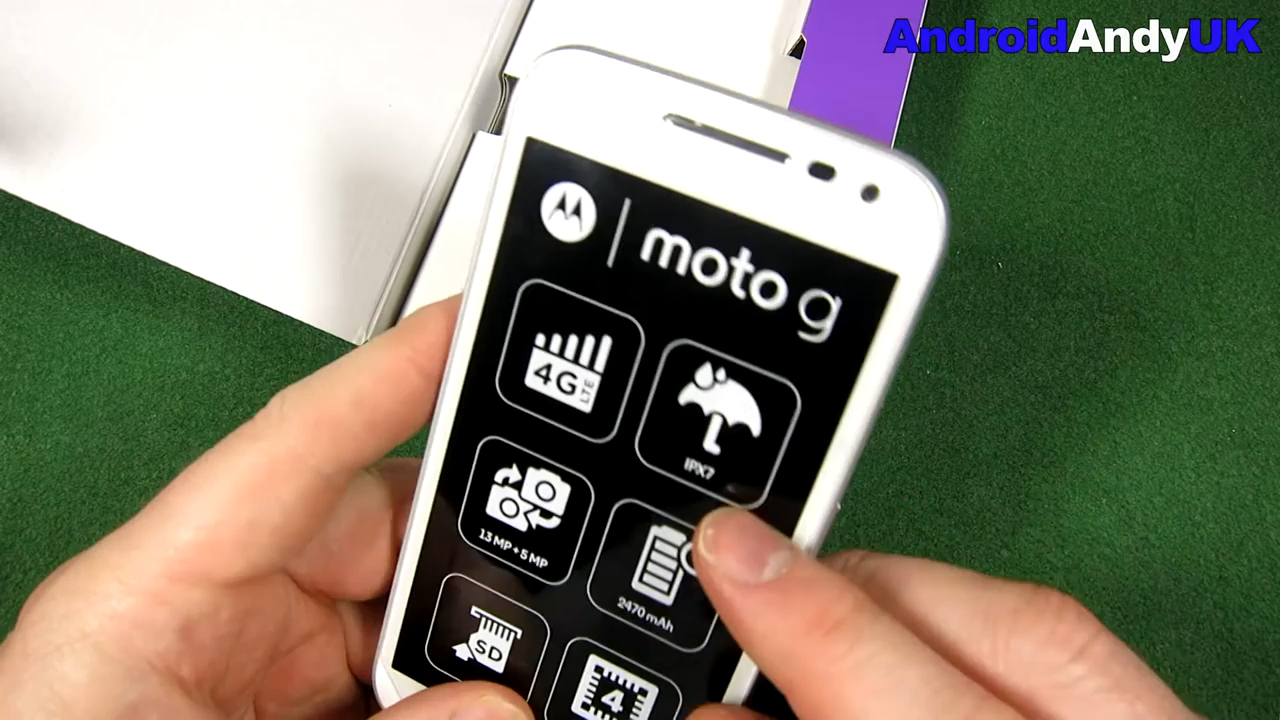 AndroidAndyUK
moto g
4G LTE
IPX7
13 MP + 5 MP
2470 mAh
SD
4